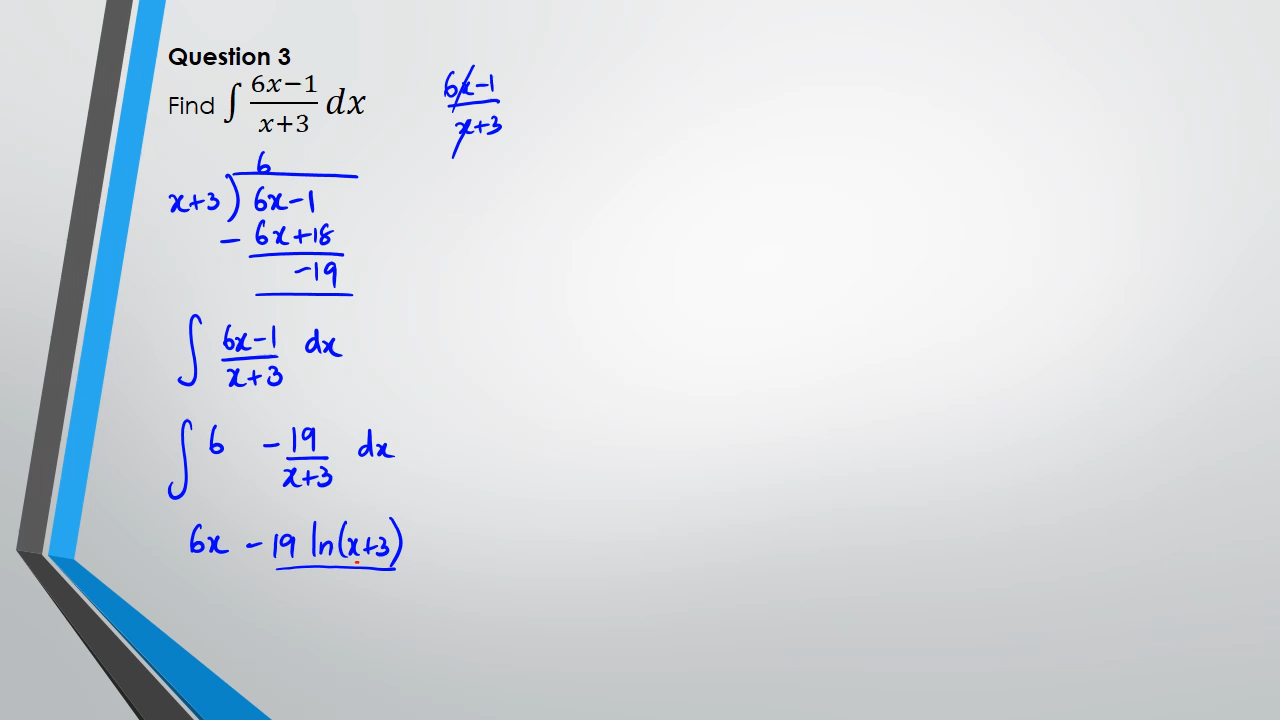 Question 3
Find ∫ (6x−1)/(x+3) dx
6x−1
x+3
6
x+3 ) 6x−1
− 6x+18
−19
∫ (6x−1)/(x+3) dx
∫ 6 −19/(x+3) dx
6x − 19 ln(x+3)